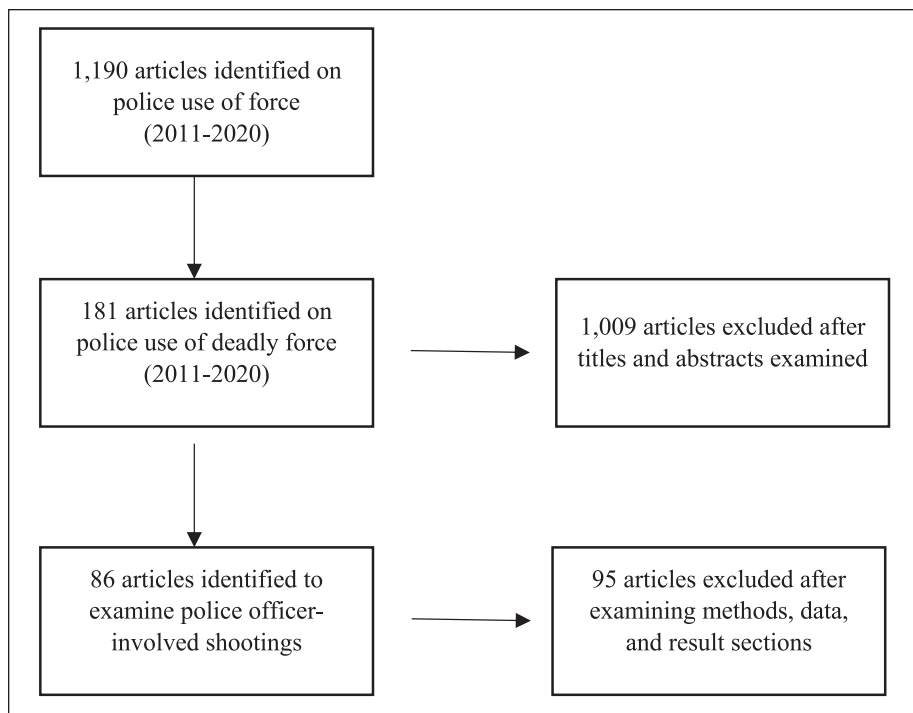 1,190 articles identified on
police use of force
(2011-2020)
181 articles identified on
police use of deadly force
(2011-2020)
1,009 articles excluded after
titles and abstracts examined
86 articles identified to
examine police officer-
involved shootings
95 articles excluded after
examining methods, data,
and result sections